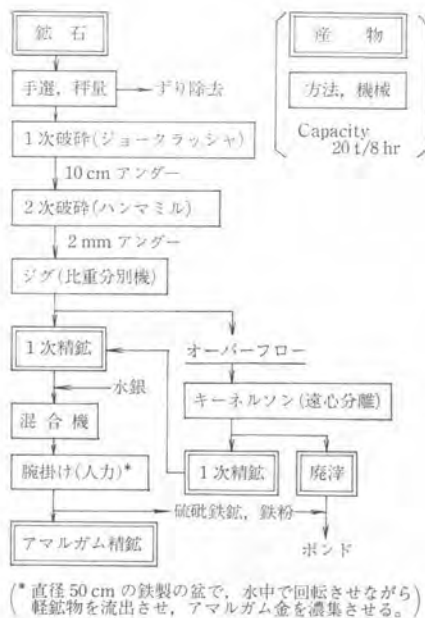 鉱石
産物
手選，秤量
ずり除去
方法，機械
1次破砕(ジョークラッシャ)
Capacity
20 t/8 hr
10 cm アンダー
2次破砕(ハンマミル)
2 mm アンダー
ジグ(比重分別機)
1次精鉱
オーバーフロー
水銀
キーネルソン(遠心分離)
混合機
腕掛け(人力)*
1次精鉱
廃滓
硫砒鉄鉱，鉄粉
アマルガム精鉱
ポンド
(* 直径 50 cm の鉄製の盆で，水中で回転させながら
軽鉱物を流出させ，アマルガム金を濃集させる。)